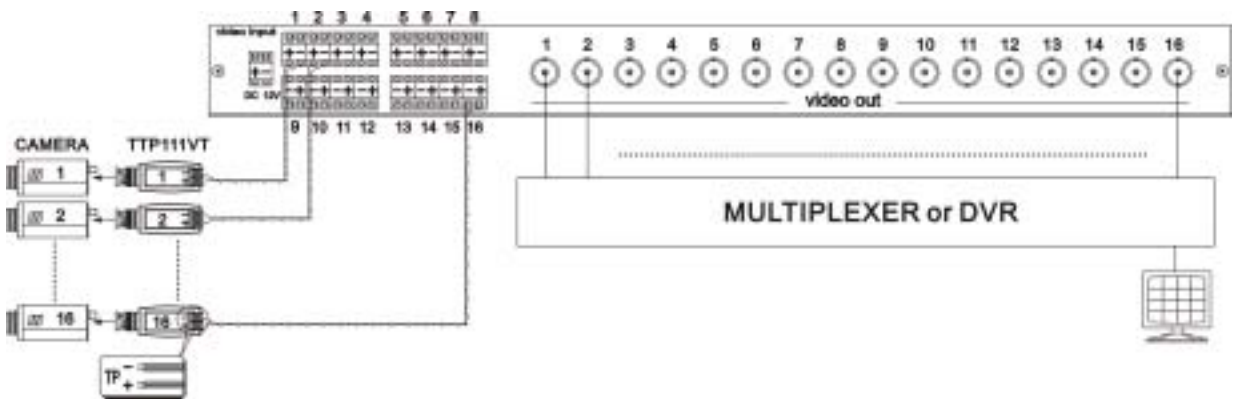 1 2 3 4 5 6 7 8
video input
+ - + - + - + - + - + - + - + -
+ -
DC 12V
- + - + - + - + - + - + - + - +
9 10 11 12 13 14 15 16
1 2 3 4 5 6 7 8 9 10 11 12 13 14 15 16
video out
CAMERA TTP111VT
1 1
2 2
16 16
TP - +
MULTIPLEXER or DVR